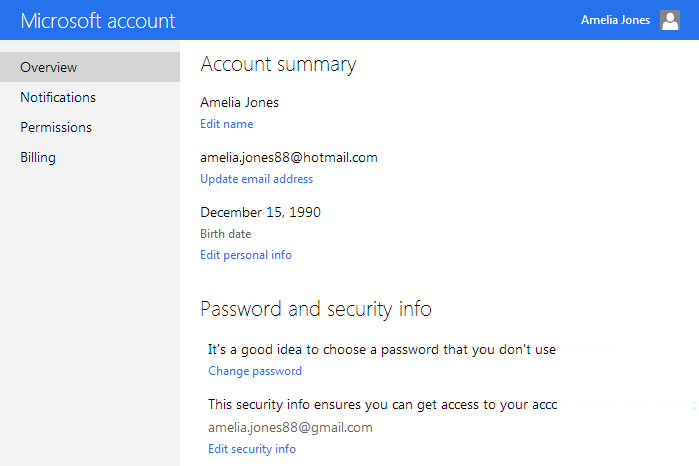 Microsoft account
Amelia Jones
Overview
Notifications
Permissions
Billing
Account summary
Amelia Jones
Edit name
amelia.jones88@hotmail.com
Update email address
December 15, 1990
Birth date
Edit personal info
Password and security info
It's a good idea to choose a password that you don't use
Change password
This security info ensures you can get access to your accc
amelia.jones88@gmail.com
Edit security info